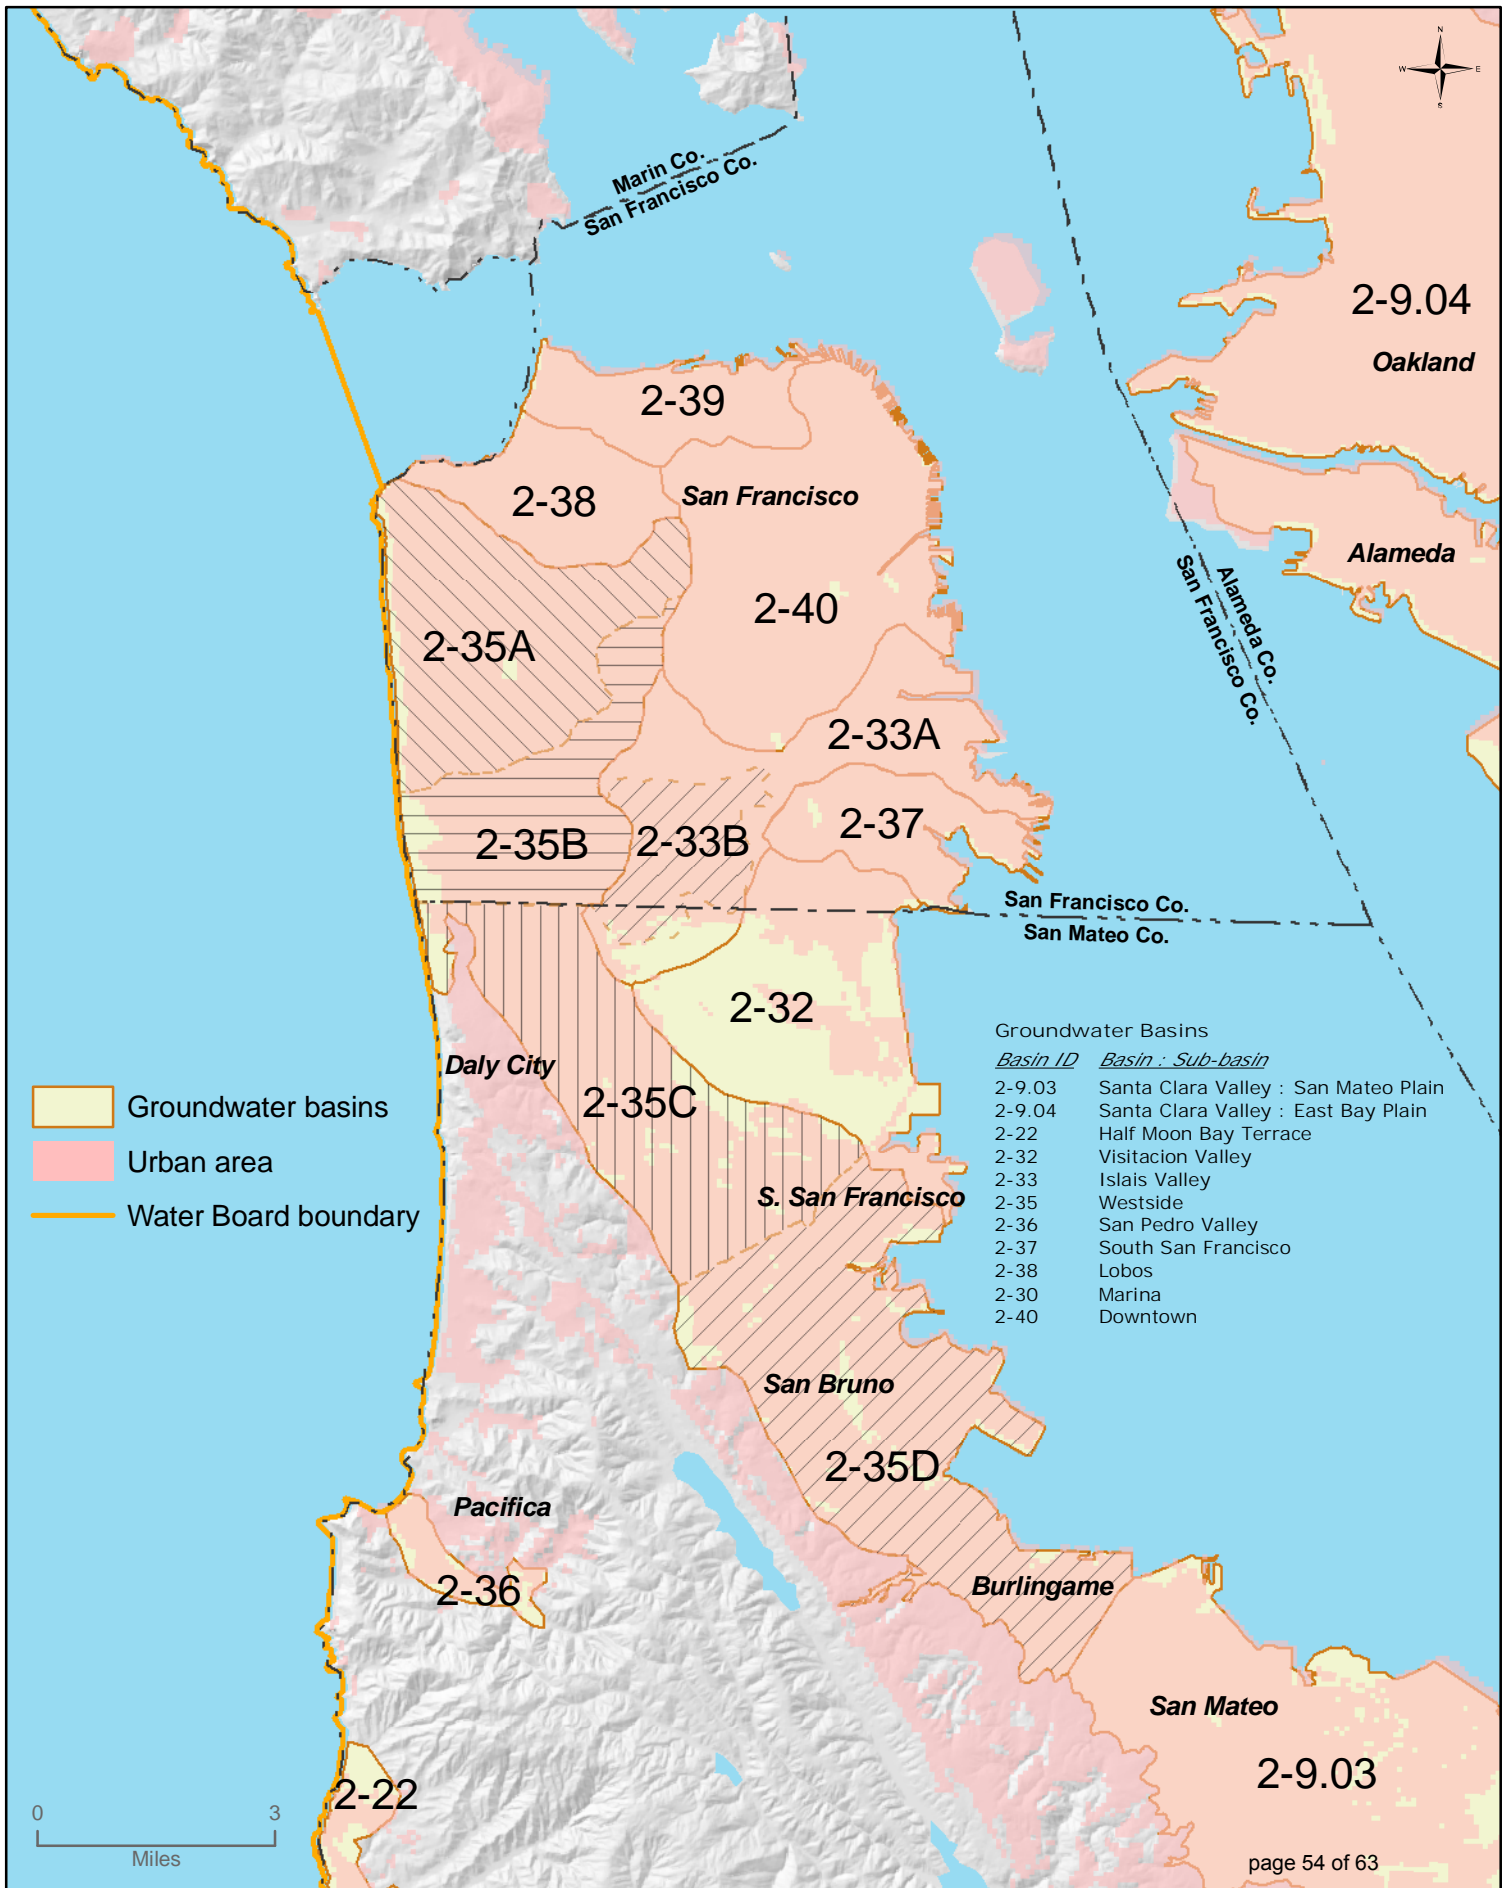 N
W E
S
Marin Co.
San Francisco Co.
2-9.04
Oakland
2-39
2-38
San Francisco
Alameda
Alameda Co.
San Francisco Co.
2-40
2-35A
2-33A
2-37
2-35B
2-33B
San Francisco Co.
San Mateo Co.
2-32
Daly City
2-35C
Groundwater Basins
Basin ID Basin : Sub-basin
2-9.03 Santa Clara Valley : San Mateo Plain
2-9.04 Santa Clara Valley : East Bay Plain
2-22 Half Moon Bay Terrace
2-32 Visitacion Valley
2-33 Islais Valley
2-35 Westside
2-36 San Pedro Valley
2-37 South San Francisco
2-38 Lobos
2-30 Marina
2-40 Downtown
Groundwater basins
Urban area
Water Board boundary
S. San Francisco
San Bruno
2-35D
Pacifica
2-36
Burlingame
San Mateo
2-9.03
2-22
0 3
Miles
page 54 of 63